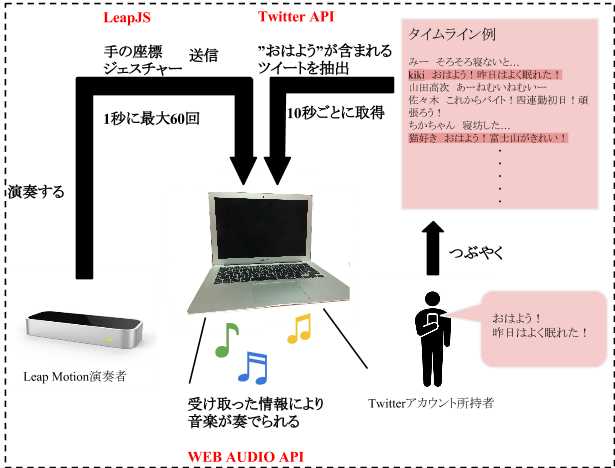 LeapJS
Twitter API
手の座標
ジェスチャー
送信
1秒に最大60回
”おはよう”が含まれる
ツイートを抽出
10秒ごとに取得
タイムライン例
みー そろそろ寝ないと…
kiki おはよう！昨日はよく眠れた！
山田高次 あーねむいねむいー
佐々木 これからバイト！四連勤初日！頑
張ろう！
ちかちゃん 寝坊した…
猫好き おはよう！富士山がきれい！
・
・
・
・
・
演奏する
つぶやく
おはよう！
昨日はよく眠れた！
Leap Motion演奏者
受け取った情報により
音楽が奏でられる
Twitterアカウント所持者
WEB AUDIO API